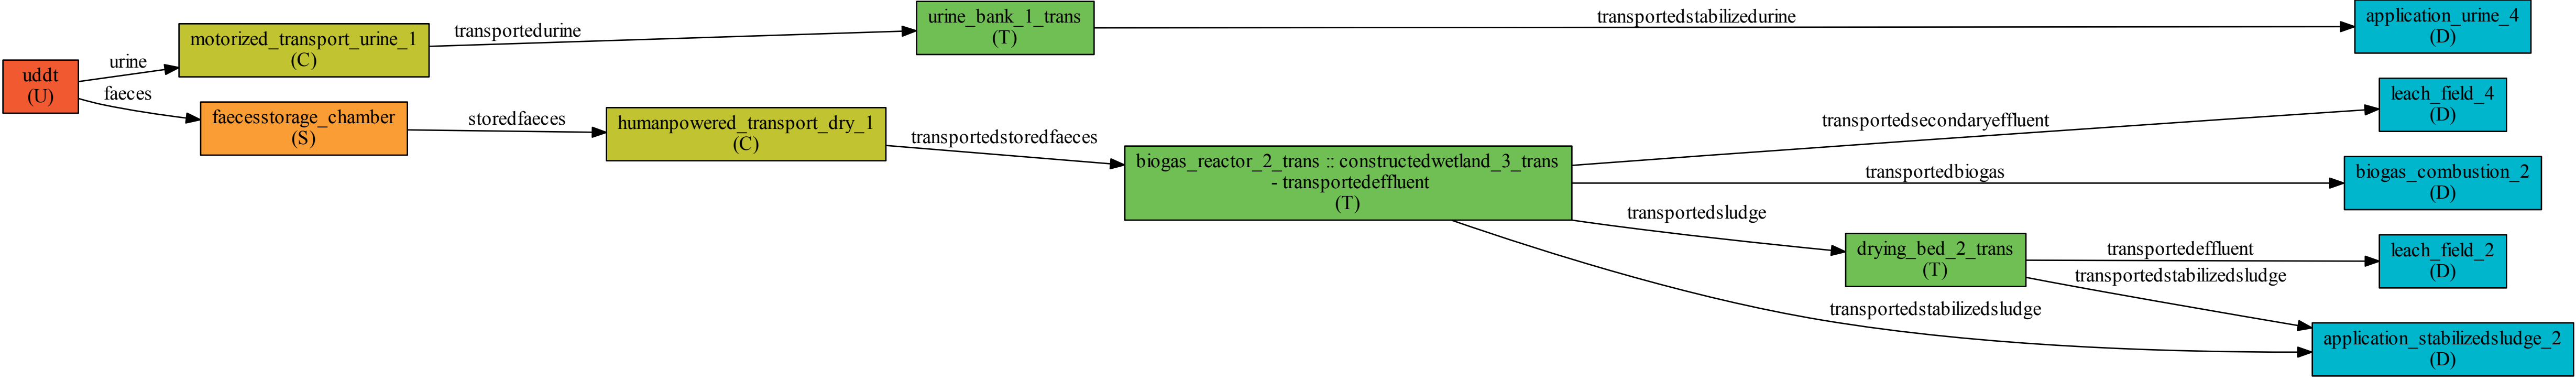 uddt
(U)
urine
faeces
motorized_transport_urine_1
(C)
faecesstorage_chamber
(S)
transportedurine
storedfaeces
humanpowered_transport_dry_1
(C)
urine_bank_1_trans
(T)
transportedstoredfaeces
biogas_reactor_2_trans :: constructedwetland_3_trans
- transportedeffluent
(T)
transportedstabilizedurine
transportedsecondaryeffluent
transportedbiogas
transportedsludge
transportedstabilizedsludge
drying_bed_2_trans
(T)
transportedeffluent
transportedstabilizedsludge
application_urine_4
(D)
leach_field_4
(D)
biogas_combustion_2
(D)
leach_field_2
(D)
application_stabilizedsludge_2
(D)